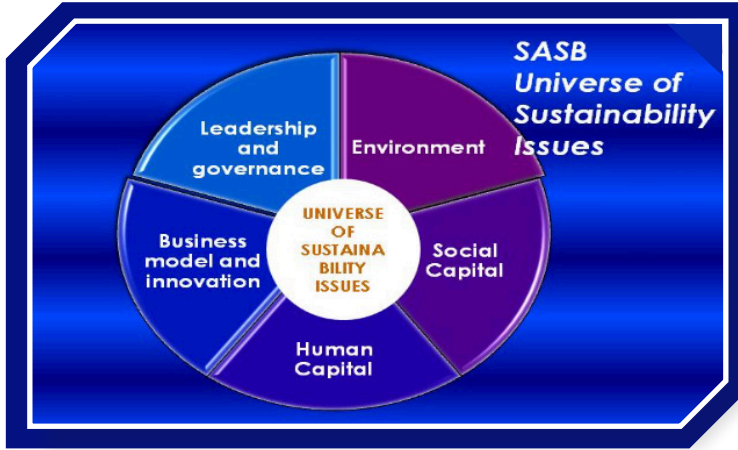 SASB
Universe of
Sustainability
Issues
Leadership
and
governance
Environment
UNIVERSE
OF
SUSTAINA
BILITY
ISSUES
Business
model and
innovation
Social
Capital
Human
Capital